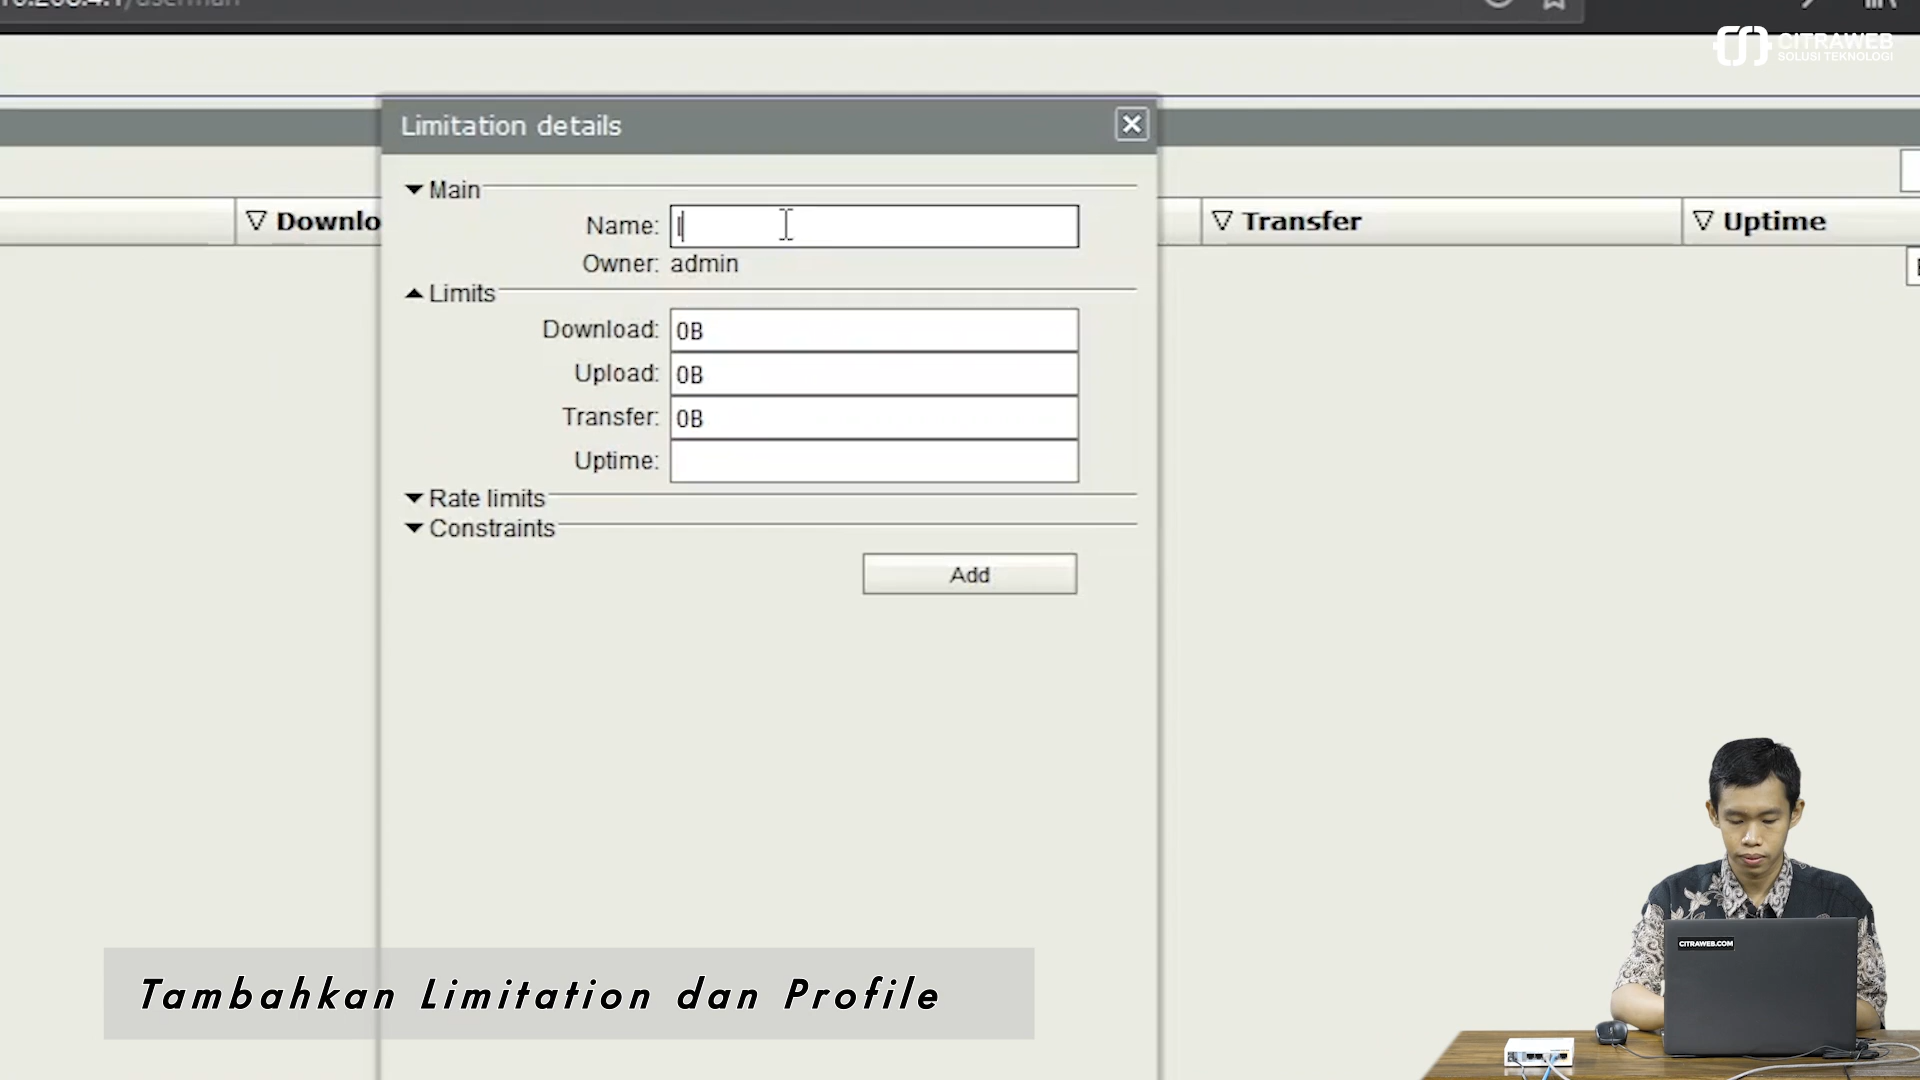 CITRAWEB
SOLUSI TEKNOLOGI
Limitation details
Main
Downlo
Name: l
Transfer
Uptime
Owner: admin
Limits
Download: 0B
Upload: 0B
Transfer: 0B
Uptime:
Rate limits
Constraints
Add
CITRAWEB.COM
Tambahkan Limitation dan Profile